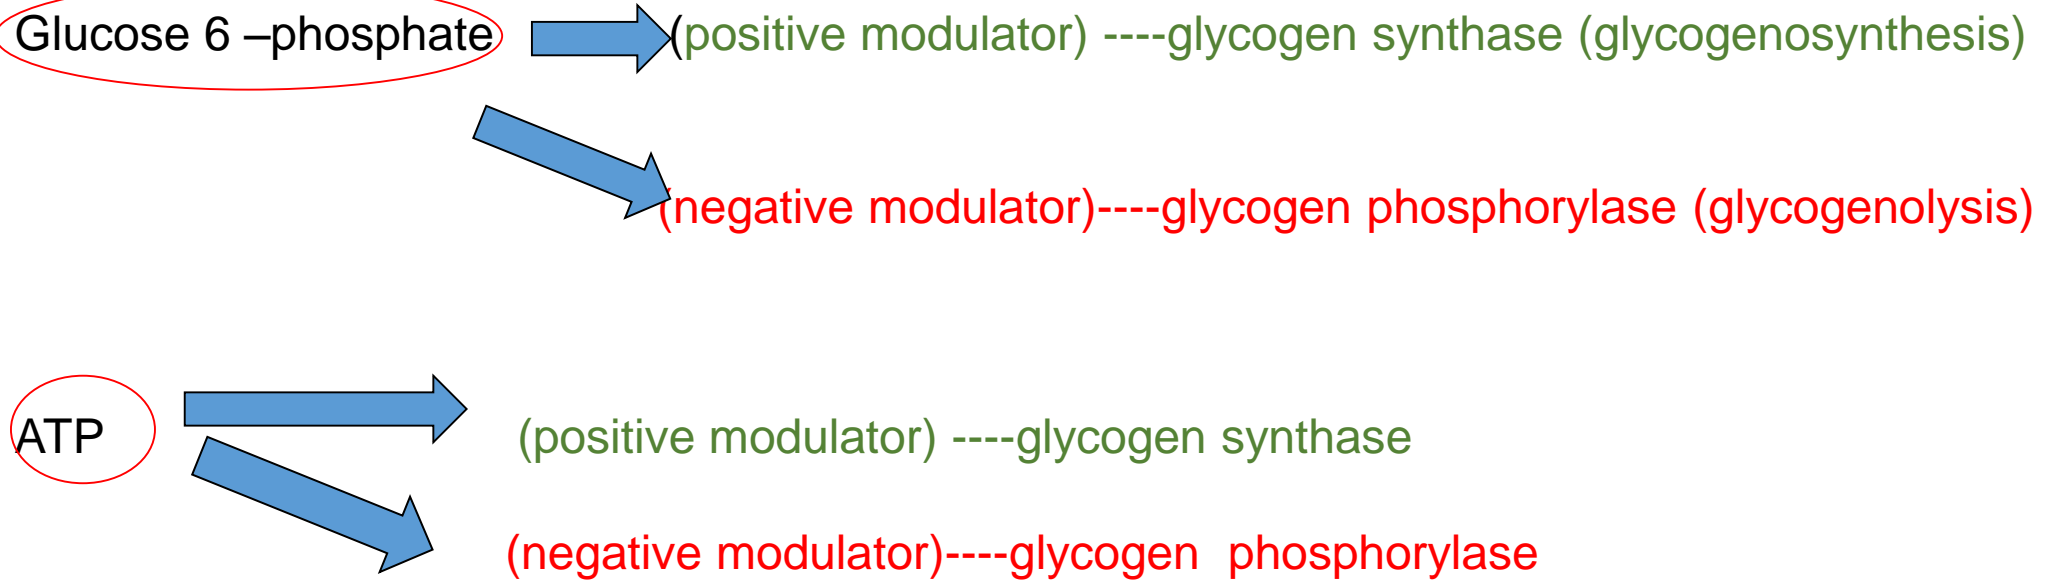 Glucose 6 –phosphate (positive modulator) ----glycogen synthase (glycogenosynthesis)
(negative modulator)----glycogen phosphorylase (glycogenolysis)
ATP (positive modulator) ----glycogen synthase
(negative modulator)----glycogen  phosphorylase